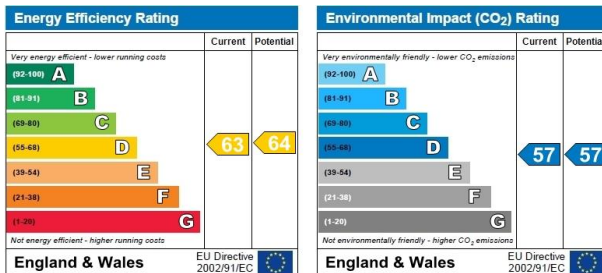 Energy Efficiency Rating
Current Potential
Very energy efficient - lower running costs
(92-100) A
(81-91) B
(69-80) C
(55-68) D
(39-54) E
(21-38) F
(1-20) G
63 64
Not energy efficient - higher running costs
England & Wales
EU Directive
2002/91/EC
Environmental Impact (CO2) Rating
Current Potential
Very environmentally friendly - lower CO2 emissions
(92-100) A
(81-91) B
(69-80) C
(55-68) D
(39-54) E
(21-38) F
(1-20) G
57 57
Not environmentally friendly - higher CO2 emissions
England & Wales
EU Directive
2002/91/EC